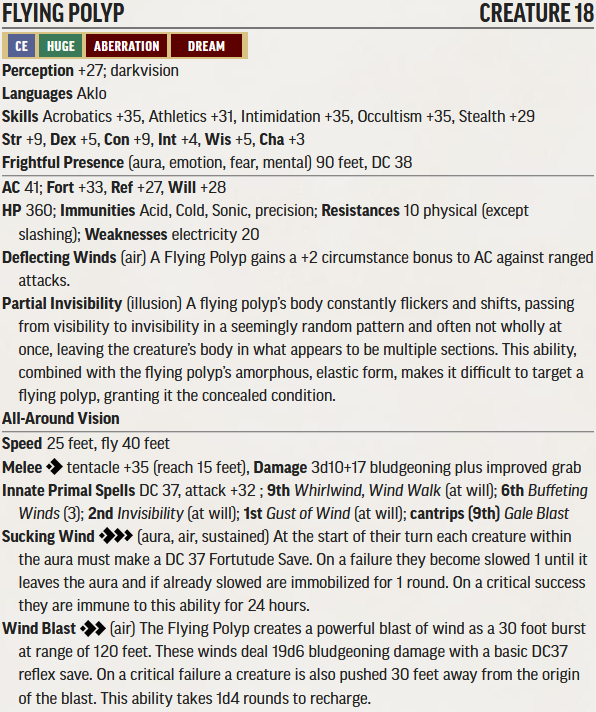 FLYING POLYP CREATURE 18
CE HUGE ABERRATION DREAM
Perception +27; darkvision
Languages Aklo
Skills Acrobatics +35, Athletics +31, Intimidation +35, Occultism +35, Stealth +29
Str +9, Dex +5, Con +9, Int +4, Wis +5, Cha +3
Frightful Presence (aura, emotion, fear, mental) 90 feet, DC 38
AC 41; Fort +33, Ref +27, Will +28
HP 360; Immunities Acid, Cold, Sonic, precision; Resistances 10 physical (except
slashing); Weaknesses electricity 20
Deflecting Winds (air) A Flying Polyp gains a +2 circumstance bonus to AC against ranged
attacks.
Partial Invisibility (illusion) A flying polyp's body constantly flickers and shifts, passing
from visibility to invisibility in a seemingly random pattern and often not wholly at
once, leaving the creature's body in what appears to be multiple sections. This ability,
combined with the flying polyp's amorphous, elastic form, makes it difficult to target a
flying polyp, granting it the concealed condition.
All-Around Vision
Speed 25 feet, fly 40 feet
Melee tentacle +35 (reach 15 feet), Damage 3d10+17 bludgeoning plus improved grab
Innate Primal Spells DC 37, attack +32 ; 9th Whirlwind, Wind Walk (at will); 6th Buffeting
Winds (3); 2nd Invisibility (at will); 1st Gust of Wind (at will); cantrips (9th) Gale Blast
Sucking Wind (aura, air, sustained) At the start of their turn each creature within
the aura must make a DC 37 Fortutude Save. On a failure they become slowed 1 until it
leaves the aura and if already slowed are immobilized for 1 round. On a critical success
they are immune to this ability for 24 hours.
Wind Blast (air) The Flying Polyp creates a powerful blast of wind as a 30 foot burst
at range of 120 feet. These winds deal 19d6 bludgeoning damage with a basic DC37
reflex save. On a critical failure a creature is also pushed 30 feet away from the origin
of the blast. This ability takes 1d4 rounds to recharge.